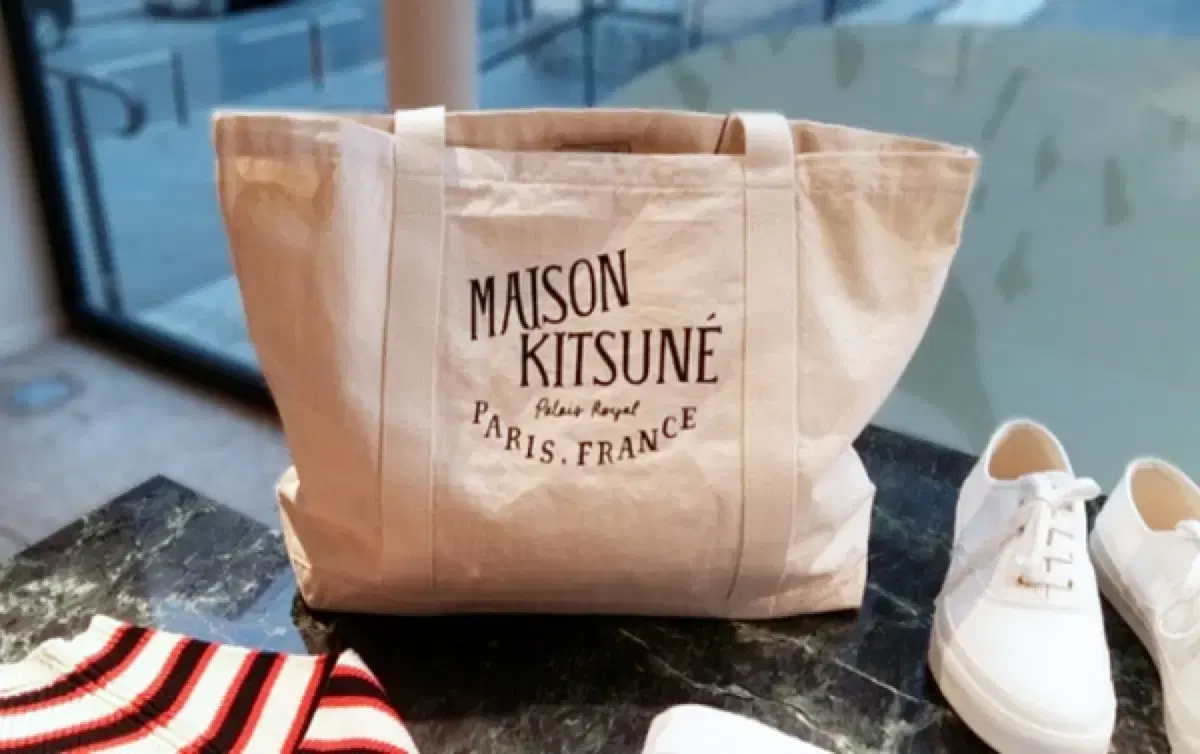 MAISON
KITSUNÉ
Palais Royal
PARIS, FRANCE